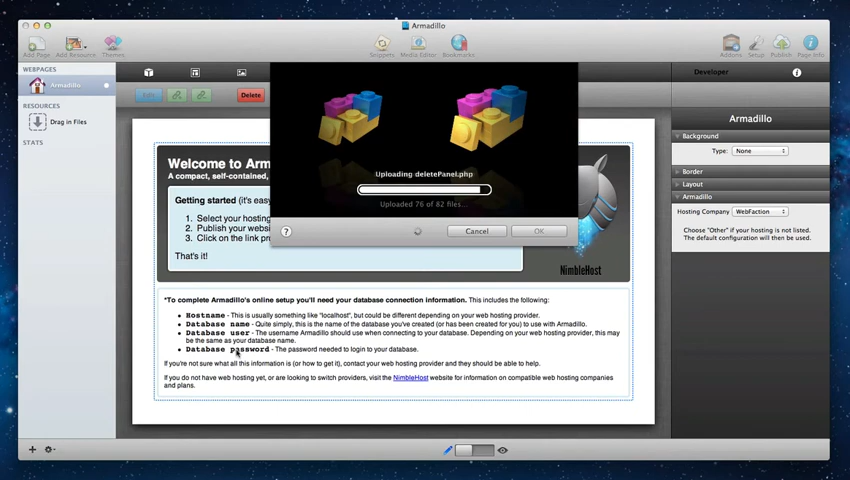 Armadillo
Add Page
Add Resource
Themes
Snippets
Media Editor
Bookmarks
Addons
Setup
Publish
Page Info
WEBPAGES
Armadillo
RESOURCES
Drag in Files
STATS
Delete
Developer
Uploading deletePanel.php
Uploaded 76 of 82 files...
?
Cancel
OK
Welcome to Arm
A compact, self-contained,
Getting started (it's easy
1. Select your hosting
2. Publish your webs
3. Click on the link pr
That's it!
NimbleHost
*To complete Armadillo's online setup you'll need your database connection information. This includes the following:
• Hostname - This is usually something like "localhost", but could be different depending on your web hosting provider.
• Database name - Quite simply, this is the name of the database you've created (or has been created for you) to use with Armadillo.
• Database user - The username Armadillo should use when connecting to your database. Depending on your web hosting provider, this may
be the same as your database name.
• Database password - The password needed to login to your database.
If you're not sure what all this information is (or how to get it), contact your web hosting provider and they should be able to help.
If you do not have web hosting yet, or are looking to switch providers, visit the NimbleHost website for information on compatible web hosting companies
and plans.
Armadillo
Background
Type: None
Border
Layout
Armadillo
Hosting Company WebFaction
Choose "Other" if your hosting is not listed.
The default configuration will then be used.